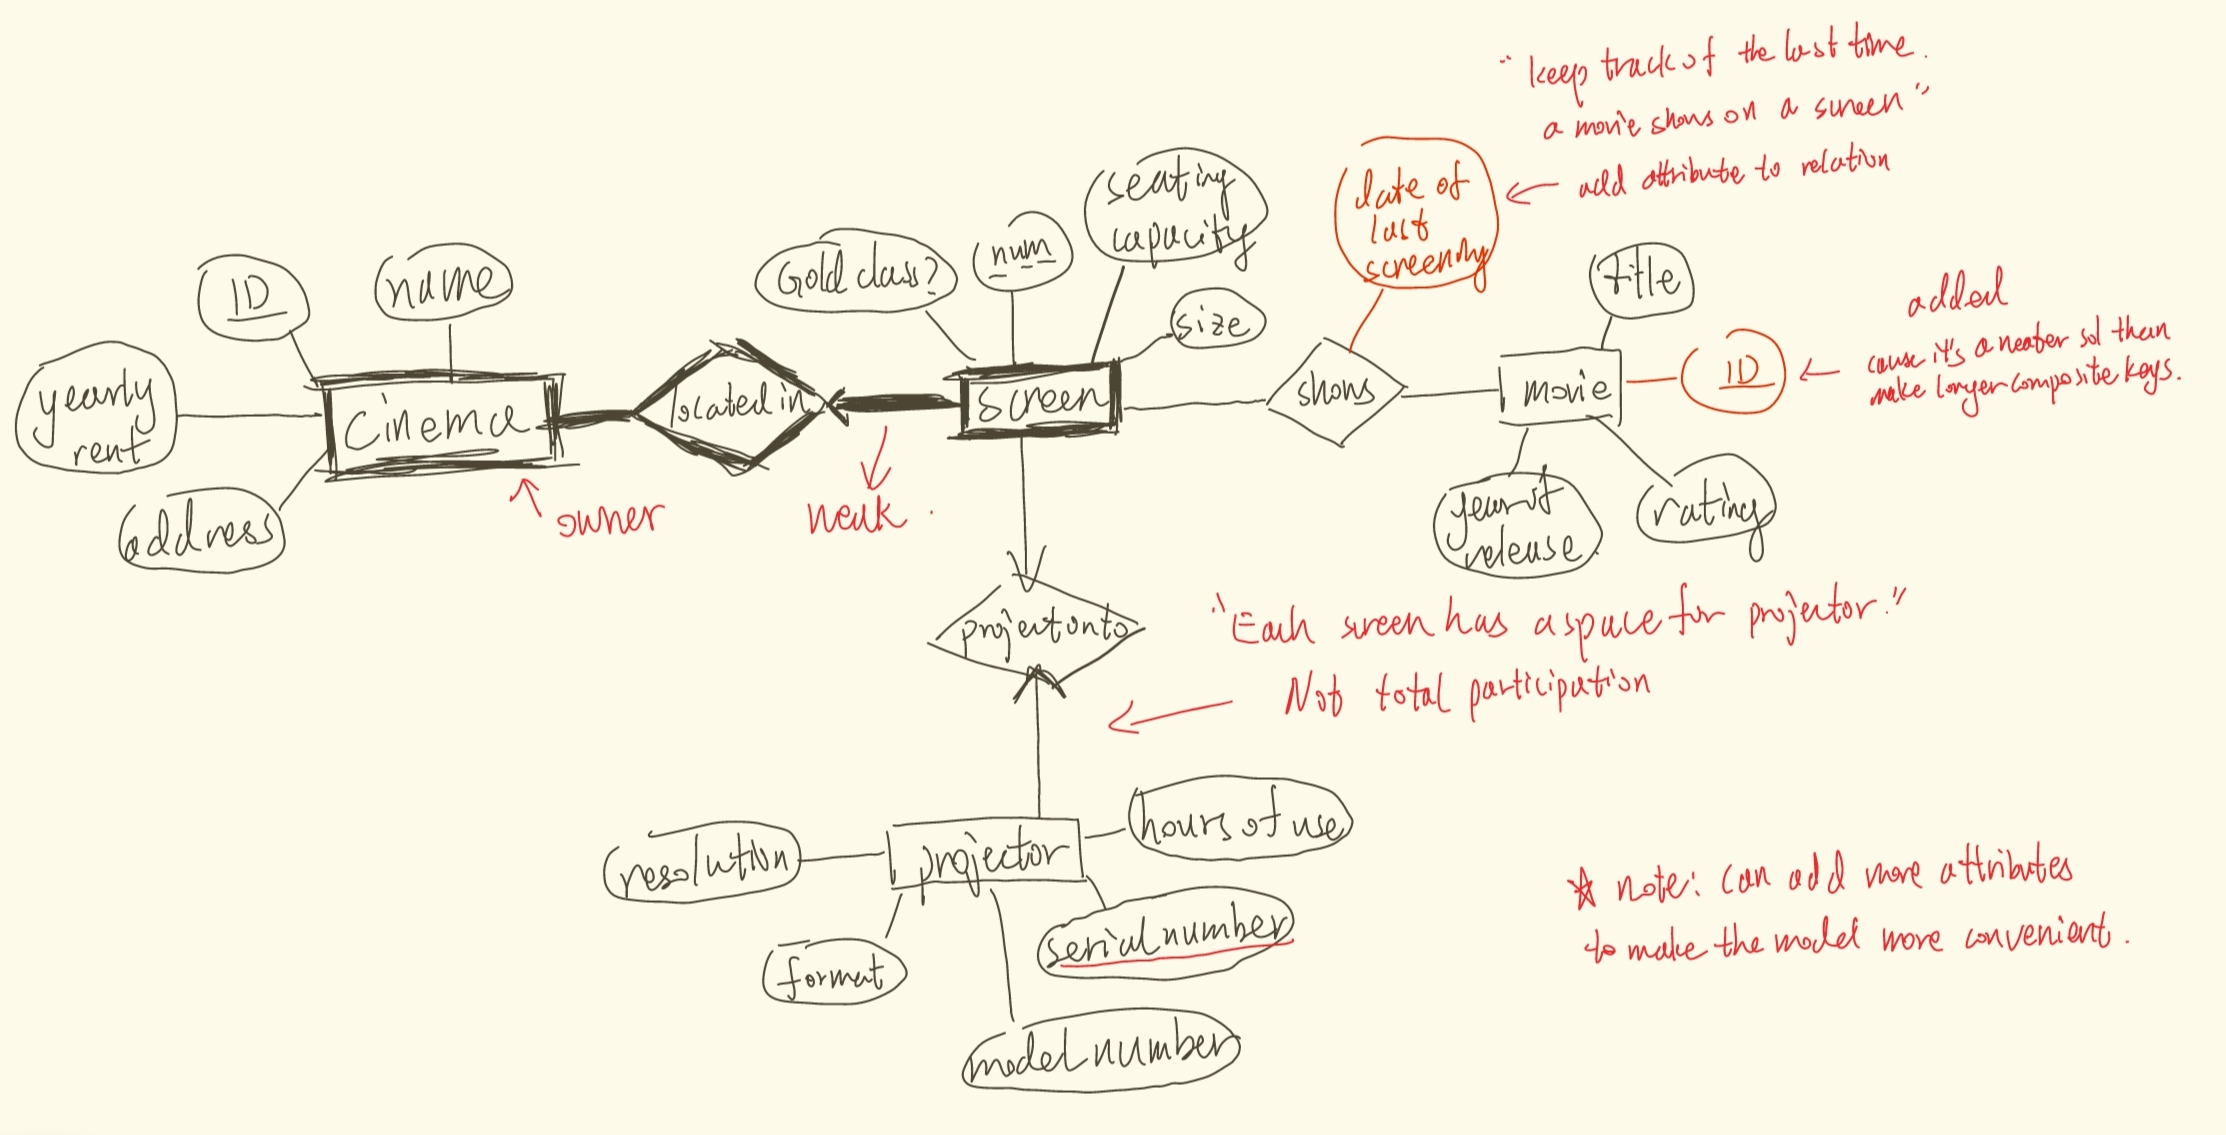 "keep track of the last time.
a movie shows on a screen"
add attribute to relation
date of
last
screening
seating
capacity
num
Gold class?
size
ID
name
yearly
rent
address
cinema
located in
screen
shows
movie
title
ID
added
cause it's a neater sol than
make longer composite keys.
year of
release
rating
owner
weak.
project onto
"Each screen has a space for projector."
Not total participation
projector
resolution
format
model number
serial number
hours of use
☆ note: can add more attributes
to make the model more convenient.